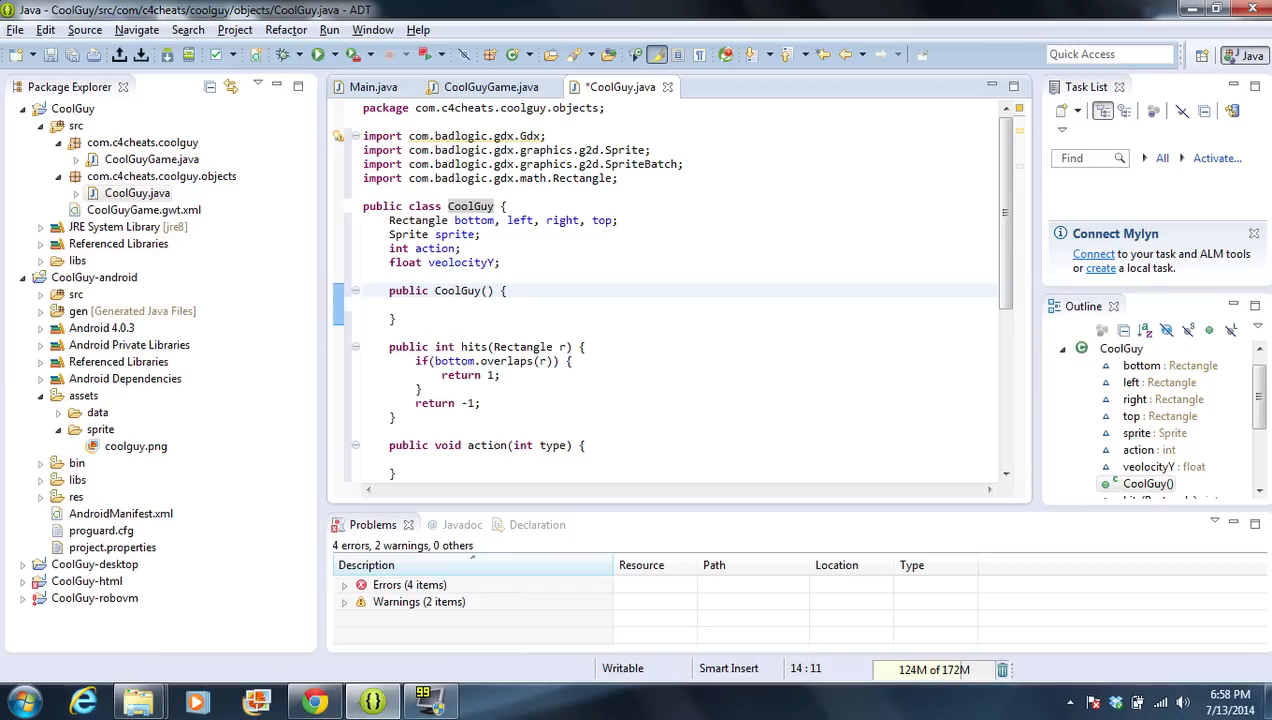 Java - CoolGuy/src/com/c4cheats/coolguy/objects/CoolGuy.java - ADT
File Edit Source Navigate Search Project Refactor Run Window Help
Quick Access
Java
Package Explorer
CoolGuy
src
com.c4cheats.coolguy
CoolGuyGame.java
com.c4cheats.coolguy.objects
CoolGuy.java
CoolGuyGame.gwt.xml
JRE System Library [jre8]
Referenced Libraries
libs
CoolGuy-android
src
gen [Generated Java Files]
Android 4.0.3
Android Private Libraries
Referenced Libraries
Android Dependencies
assets
data
sprite
coolguy.png
bin
libs
res
AndroidManifest.xml
proguard.cfg
project.properties
CoolGuy-desktop
CoolGuy-html
CoolGuy-robovm
Main.java CoolGuyGame.java *CoolGuy.java
package com.c4cheats.coolguy.objects;
import com.badlogic.gdx.Gdx;
import com.badlogic.gdx.graphics.g2d.Sprite;
import com.badlogic.gdx.graphics.g2d.SpriteBatch;
import com.badlogic.gdx.math.Rectangle;
public class CoolGuy {
Rectangle bottom, left, right, top;
Sprite sprite;
int action;
float veolocityY;
public CoolGuy() {
}
public int hits(Rectangle r) {
if(bottom.overlaps(r)) {
return 1;
}
return -1;
}
public void action(int type) {
}
Task List
Find All Activate...
Connect Mylyn
Connect to your task and ALM tools
or create a local task.
Outline
CoolGuy
bottom : Rectangle
left : Rectangle
right : Rectangle
top : Rectangle
sprite : Sprite
action : int
veolocityY : float
CoolGuy()
Problems @ Javadoc Declaration
4 errors, 2 warnings, 0 others
Description Resource Path Location Type
Errors (4 items)
Warnings (2 items)
Writable Smart Insert 14 : 11 124M of 172M
99
6:58 PM
7/13/2014